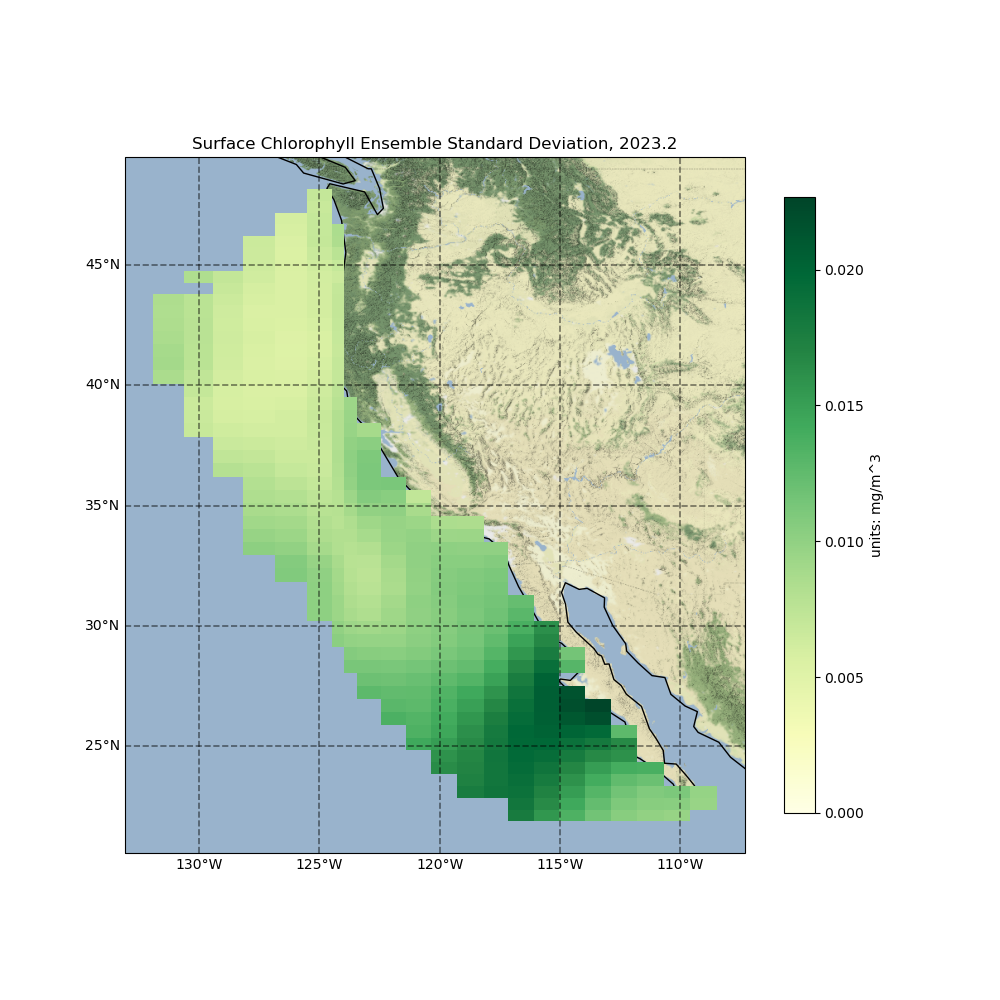 Surface Chlorophyll Ensemble Standard Deviation, 2023.2
45°N
40°N
35°N
30°N
25°N
130°W
125°W
120°W
115°W
110°W
0.020
0.015
0.010
0.005
0.000
units: mg/m^3